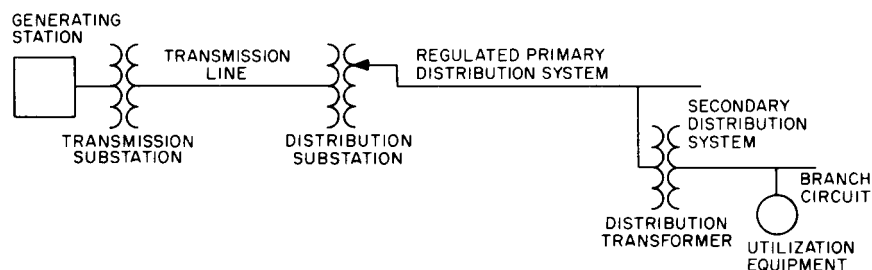 GENERATING
STATION
TRANSMISSION
LINE
TRANSMISSION
SUBSTATION
DISTRIBUTION
SUBSTATION
REGULATED PRIMARY
DISTRIBUTION SYSTEM
SECONDARY
DISTRIBUTION
SYSTEM
DISTRIBUTION
TRANSFORMER
BRANCH
CIRCUIT
UTILIZATION
EQUIPMENT